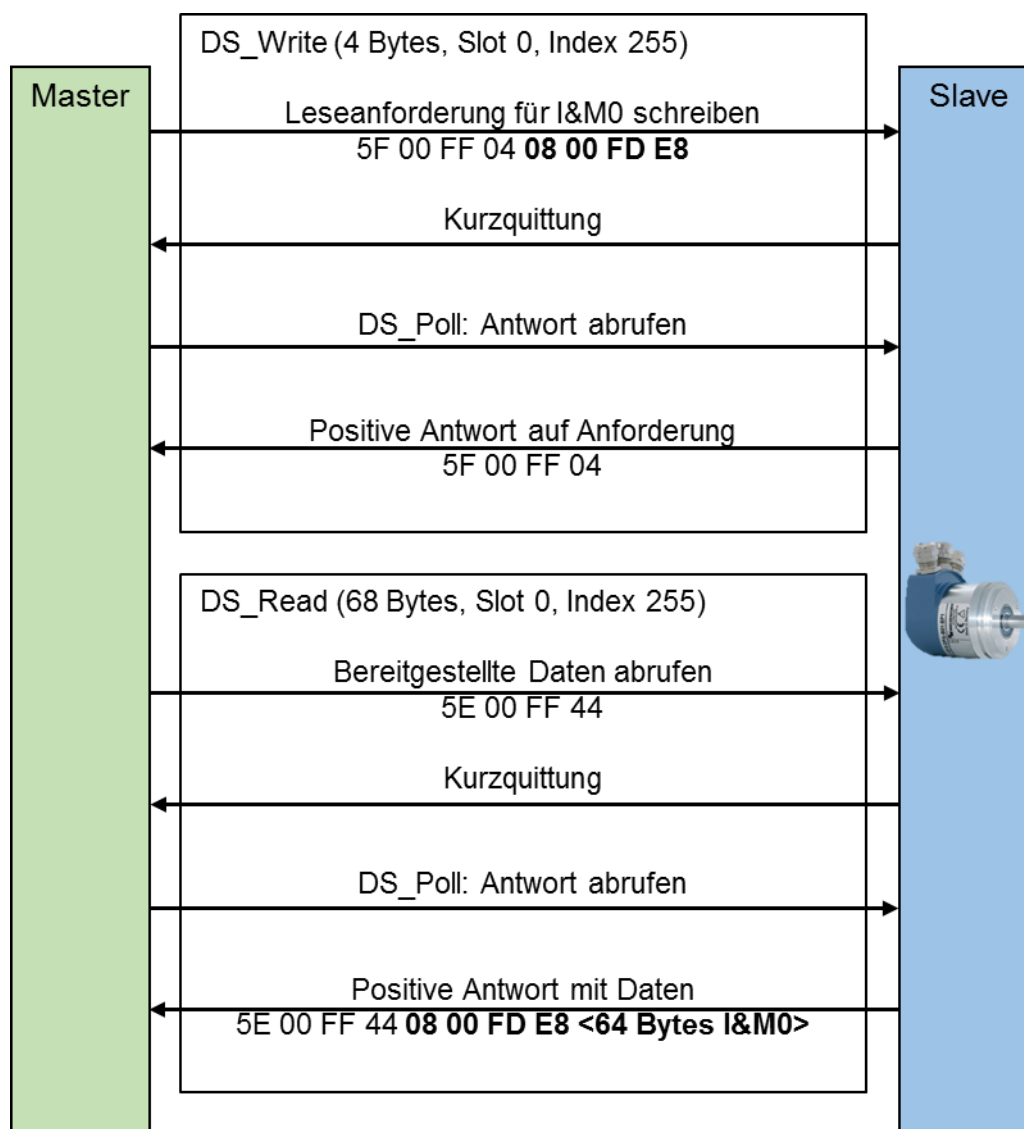 DS_Write (4 Bytes, Slot 0, Index 255)
Master
Slave
Leseanforderung für I&M0 schreiben
5F 00 FF 04 08 00 FD E8
Kurzquittung
DS_Poll: Antwort abrufen
Positive Antwort auf Anforderung
5F 00 FF 04
DS_Read (68 Bytes, Slot 0, Index 255)
Bereitgestellte Daten abrufen
5E 00 FF 44
Kurzquittung
DS_Poll: Antwort abrufen
Positive Antwort mit Daten
5E 00 FF 44 08 00 FD E8 <64 Bytes I&M0>